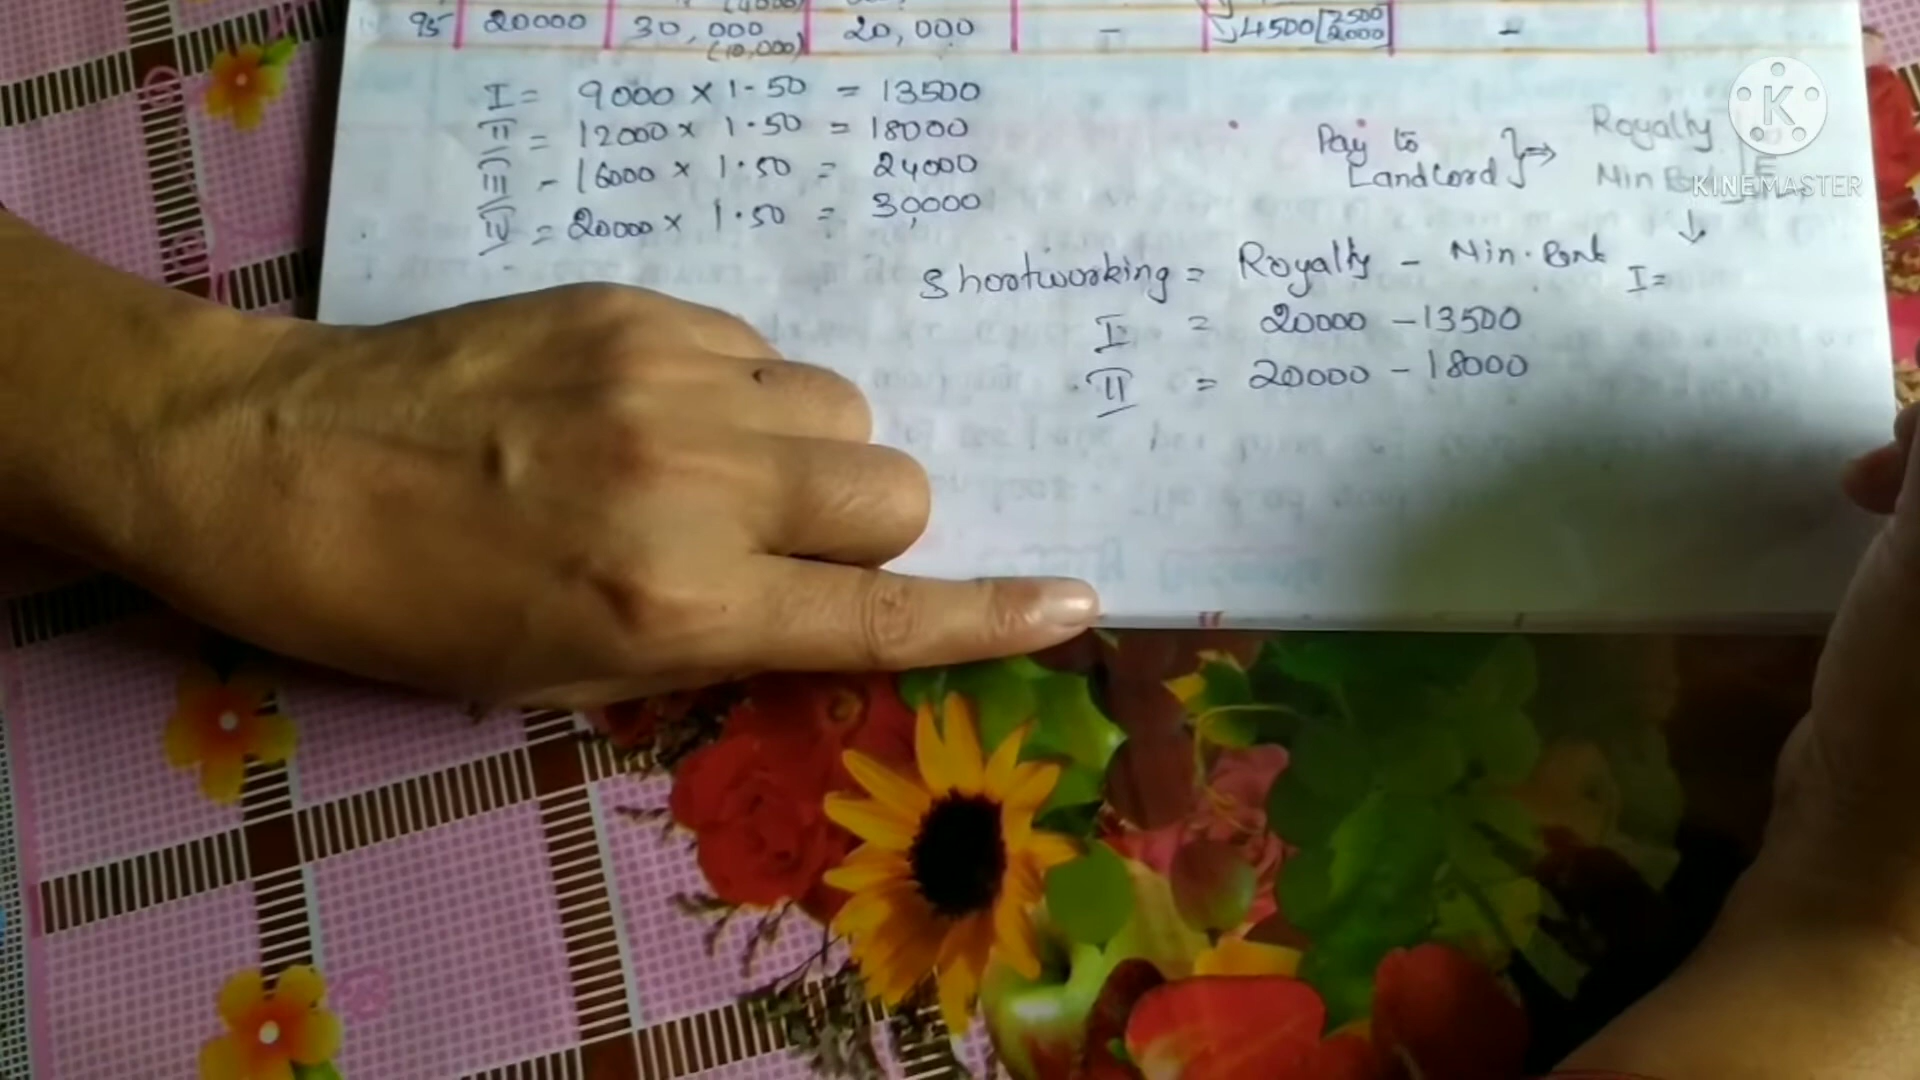 95 20000 30,000 20,000 - 4500 [2500
(10,000) 2000] -
I = 9000 × 1-50 = 13500
II = 12000 × 1.50 = 18000
III - 16000 × 1.50 = 24000
IV = 20000 × 1.50 = 30,000
Pay to
Landlord } ⇒ Royalty
Min
K
KINEMASTER
↓
Shortworking = Royalty - Min. Rent I =
I = 20000 - 13500
II = 20000 - 18000